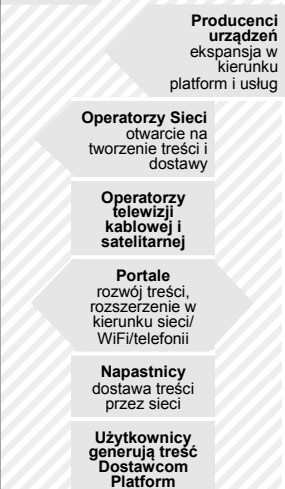 Producenci
urządzeń
ekspansja w
kierunku
platform i usług
Operatorzy Sieci
otwarcie na
tworzenie treści i
dostawy
Operatorzy
telewizji
kablowej i
satelitarnej
Portale
rozwój treści,
rozszerzenie w
kierunku sieci/
WiFi/telefonii
Napastnicy
dostawa treści
przez sieci
Użytkownicy
generują treść
Dostawcom
Platform